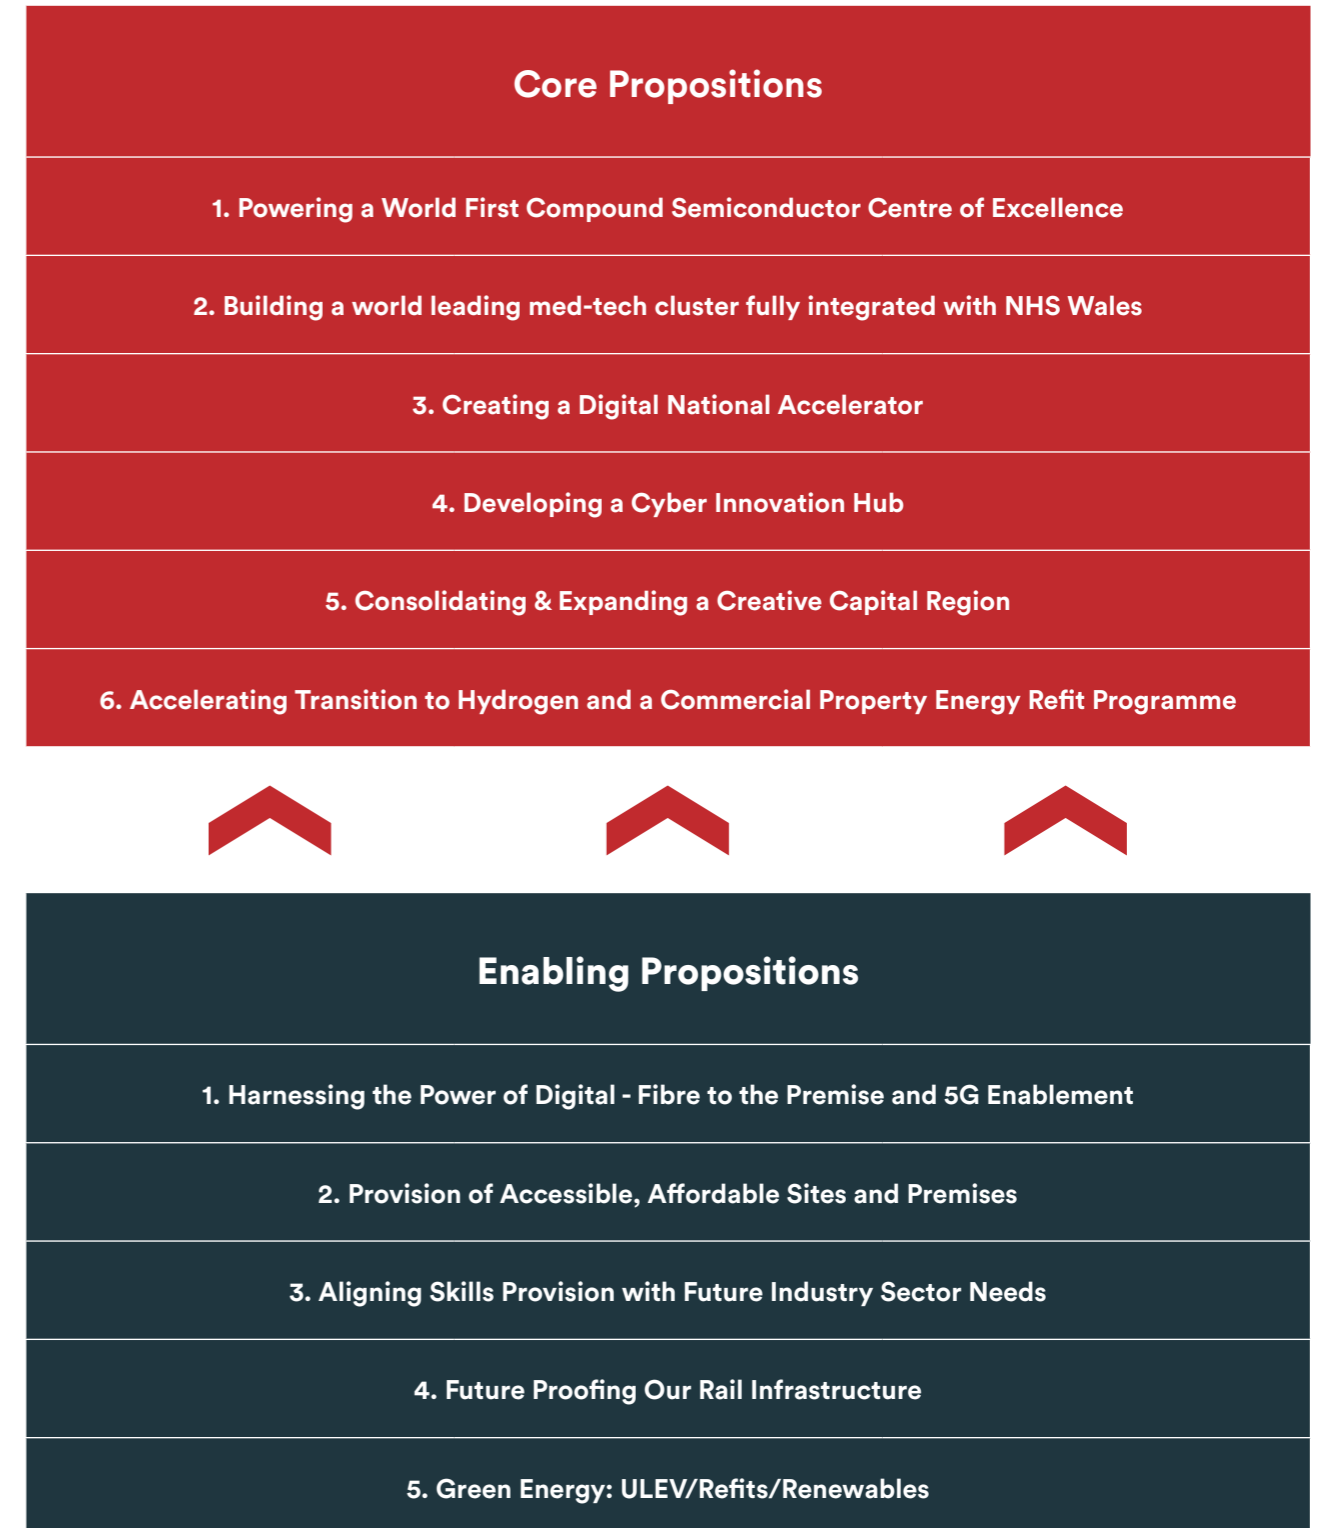 Core Propositions
1. Powering a World First Compound Semiconductor Centre of Excellence
2. Building a world leading med-tech cluster fully integrated with NHS Wales
3. Creating a Digital National Accelerator
4. Developing a Cyber Innovation Hub
5. Consolidating & Expanding a Creative Capital Region
6. Accelerating Transition to Hydrogen and a Commercial Property Energy Refit Programme
Enabling Propositions
1. Harnessing the Power of Digital - Fibre to the Premise and 5G Enablement
2. Provision of Accessible, Affordable Sites and Premises
3. Aligning Skills Provision with Future Industry Sector Needs
4. Future Proofing Our Rail Infrastructure
5. Green Energy: ULEV/Refits/Renewables